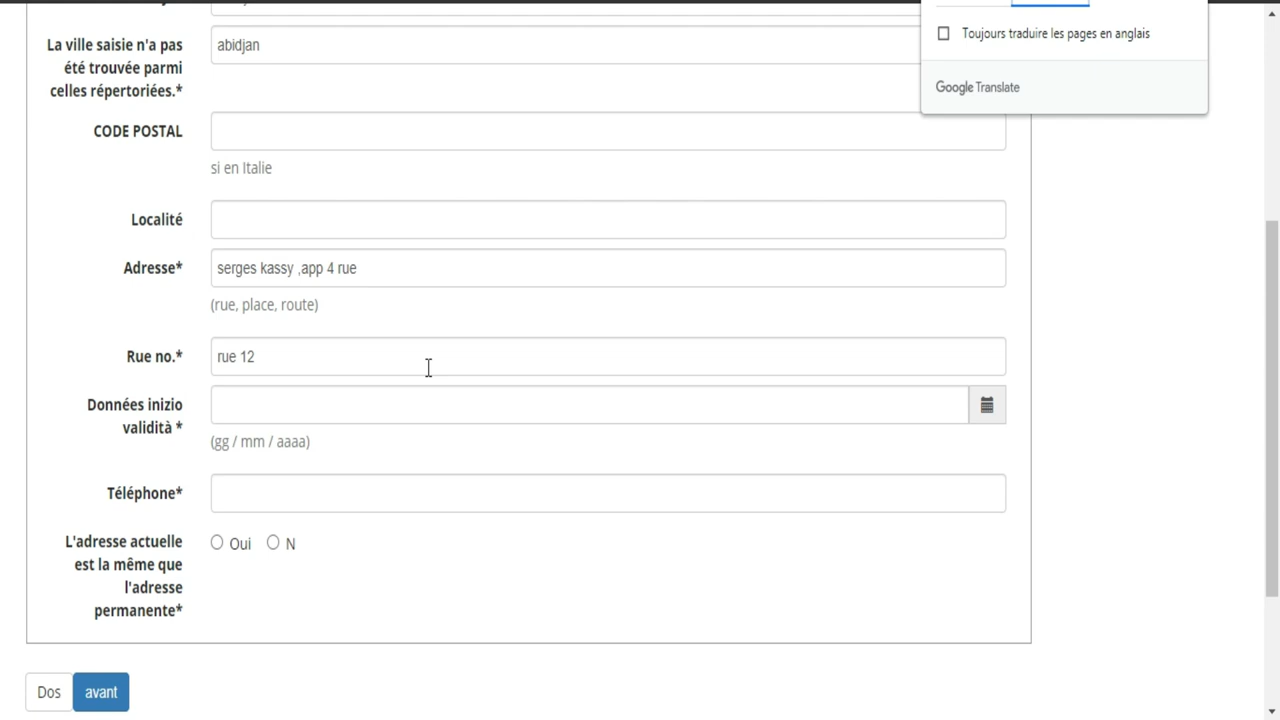 Toujours traduire les pages en anglais
Google Translate
La ville saisie n'a pas
été trouvée parmi
celles répertoriées.*
abidjan
CODE POSTAL
si en Italie
Localité
Adresse*
serges kassy ,app 4 rue
(rue, place, route)
Rue no.*
rue 12
Données inizio
validità *
(gg / mm / aaaa)
Téléphone*
L'adresse actuelle
est la même que
l'adresse
permanente*
Oui N
Dos avant